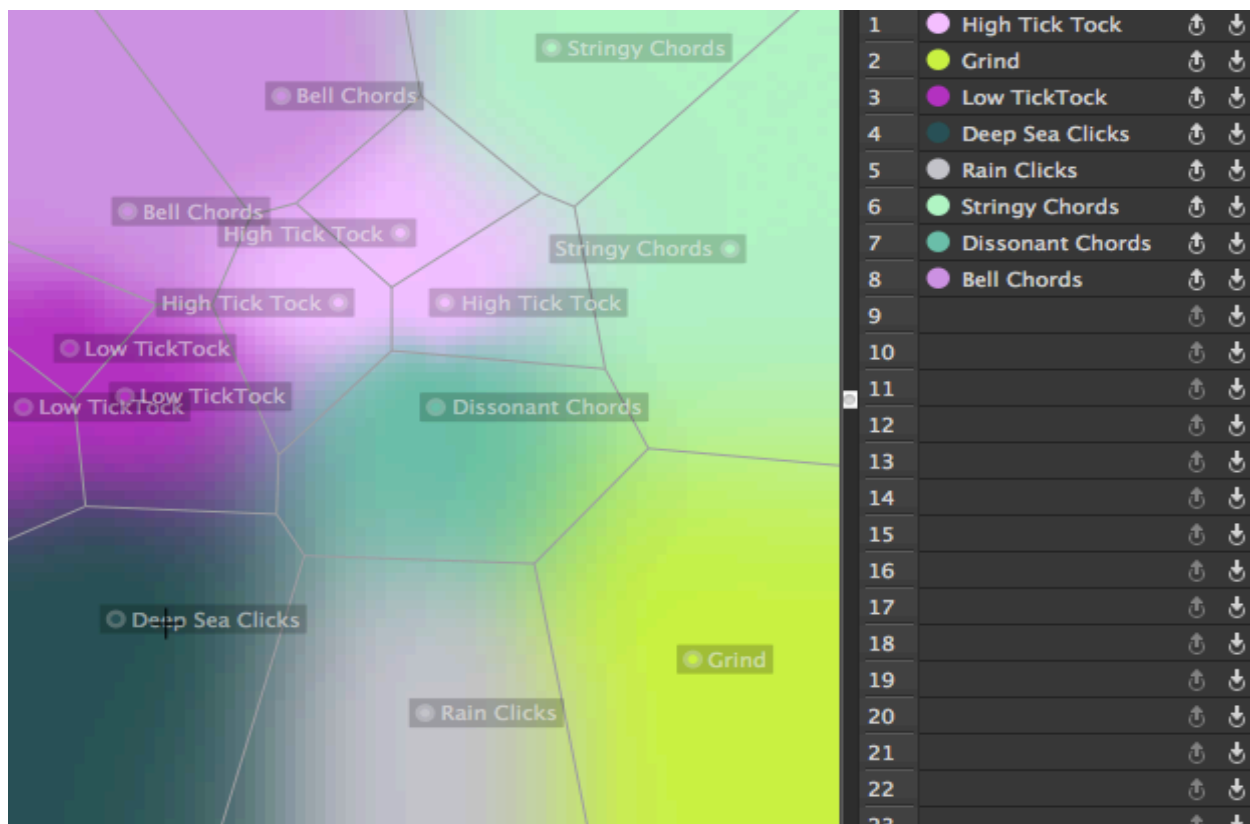 Stringy Chords
Bell Chords
Bell Chords
High Tick Tock
Stringy Chords
High Tick Tock
High Tick Tock
Low TickTock
Low TickTock
Low TickTock
Dissonant Chords
Deep Sea Clicks
Grind
Rain Clicks
1 High Tick Tock
2 Grind
3 Low TickTock
4 Deep Sea Clicks
5 Rain Clicks
6 Stringy Chords
7 Dissonant Chords
8 Bell Chords
9
10
11
12
13
14
15
16
17
18
19
20
21
22
23